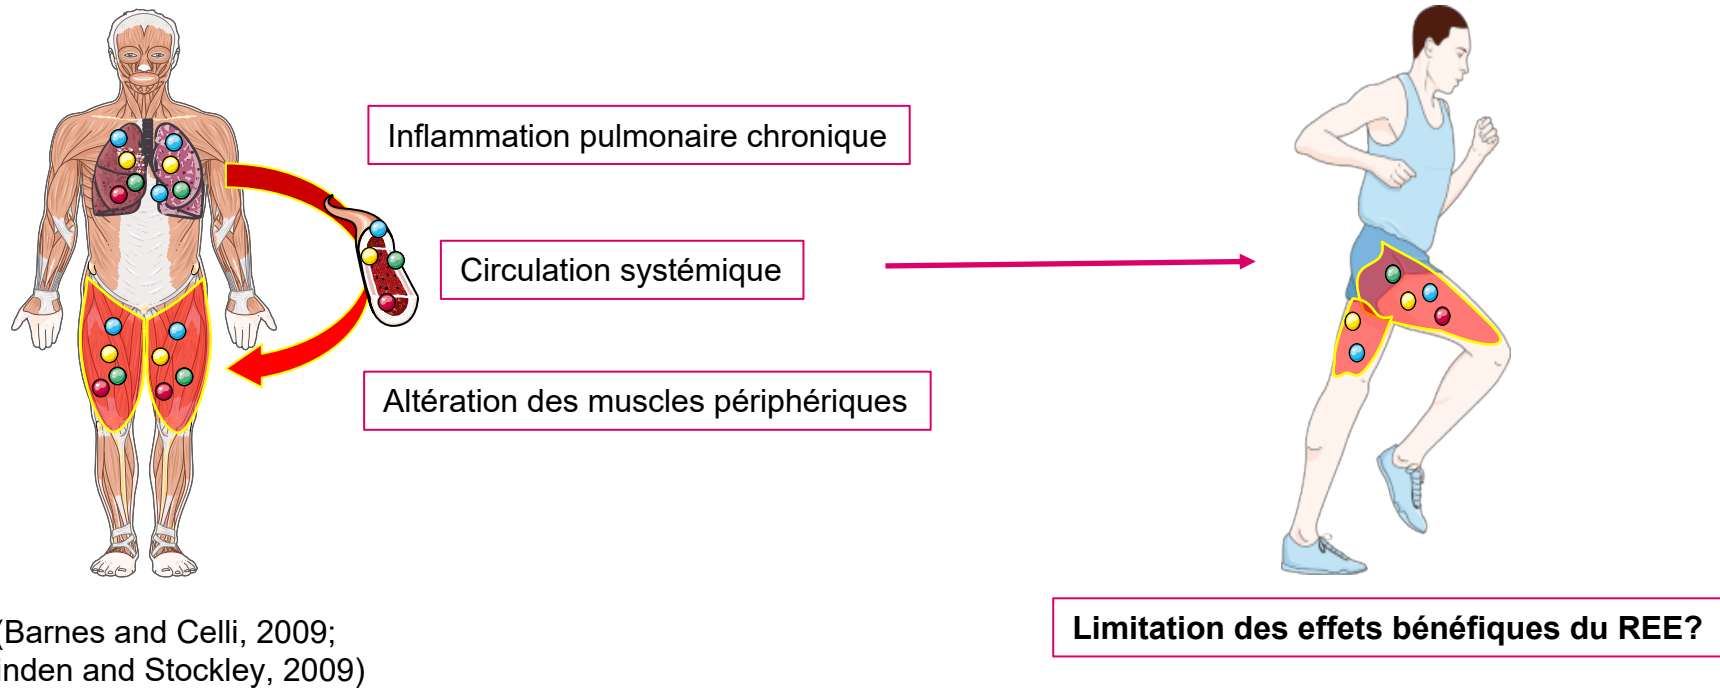 Inflammation pulmonaire chronique
Circulation systémique
Altération des muscles périphériques
(Barnes and Celli, 2009;
inden and Stockley, 2009)
Limitation des effets bénéfiques du REE?